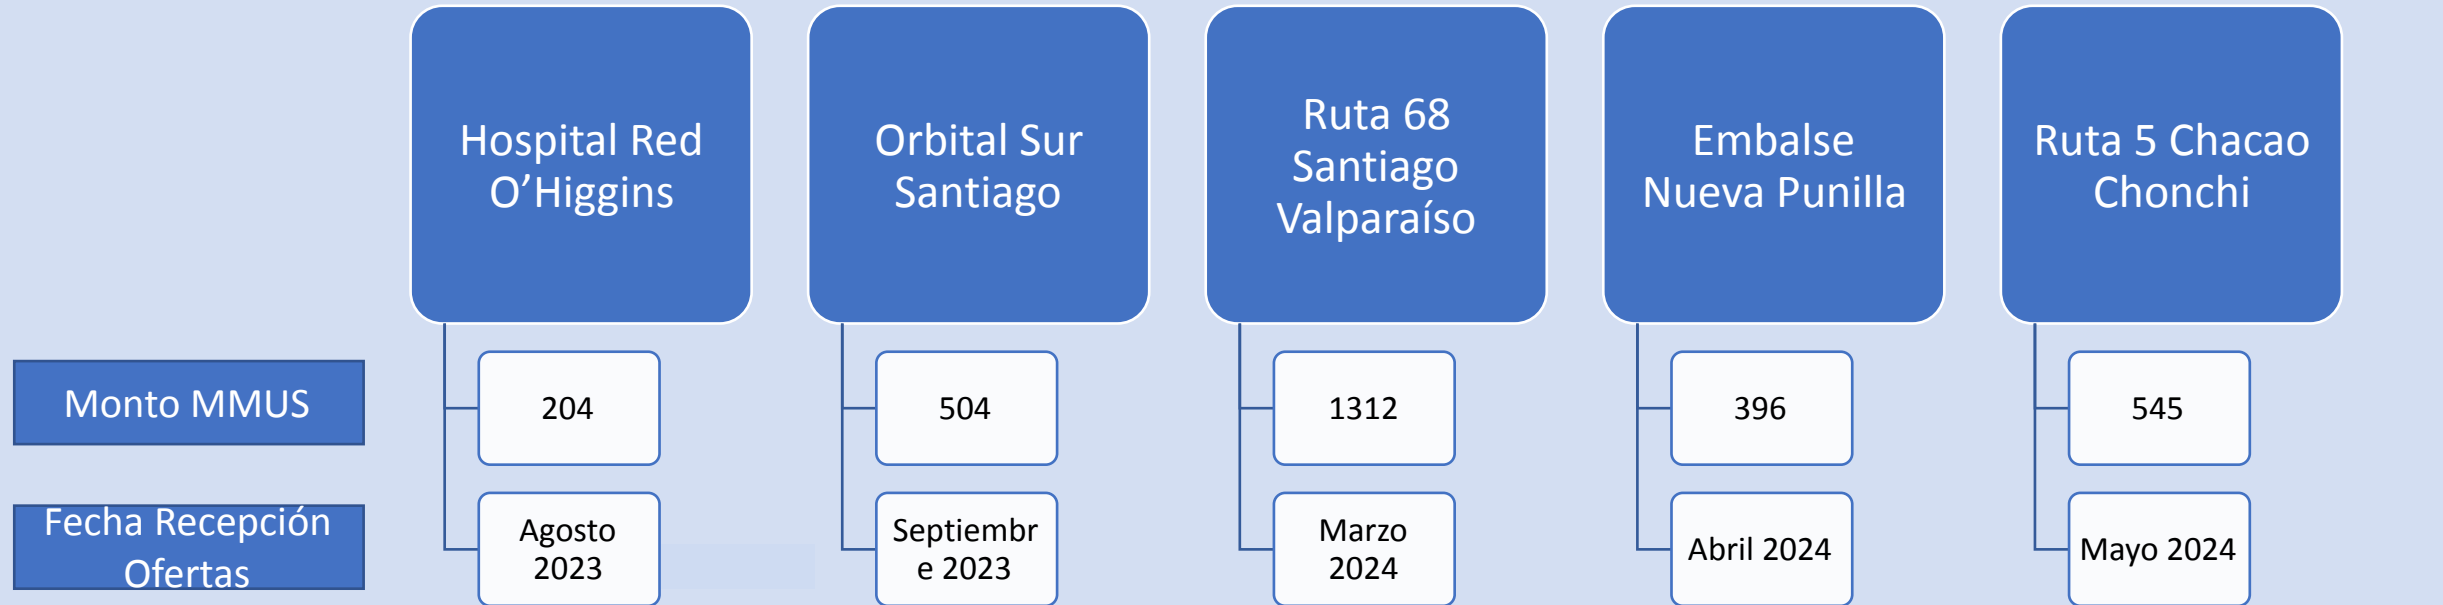 Hospital Red
O’Higgins
Orbital Sur
Santiago
Ruta 68
Santiago
Valparaíso
Embalse
Nueva Punilla
Ruta 5 Chacao
Chonchi
Monto MMUS
204
504
1312
396
545
Fecha Recepción
Ofertas
Agosto
2023
Septiembr
e 2023
Marzo
2024
Abril 2024
Mayo 2024